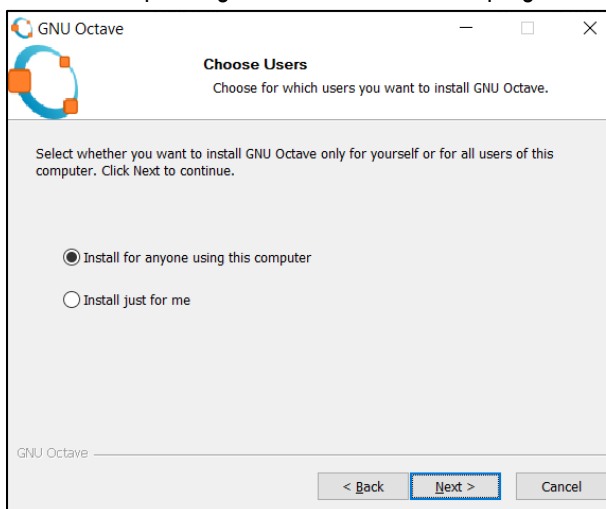 GNU Octave
Choose Users
Choose for which users you want to install GNU Octave.
Select whether you want to install GNU Octave only for yourself or for all users of this
computer. Click Next to continue.
Install for anyone using this computer
Install just for me
GNU Octave
< Back Next > Cancel